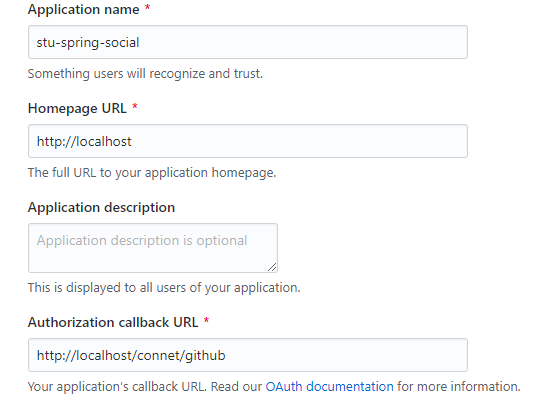 Application name *
stu-spring-social
Something users will recognize and trust.
Homepage URL *
http://localhost
The full URL to your application homepage.
Application description
Application description is optional
This is displayed to all users of your application.
Authorization callback URL *
http://localhost/connet/github
Your application's callback URL. Read our OAuth documentation for more information.